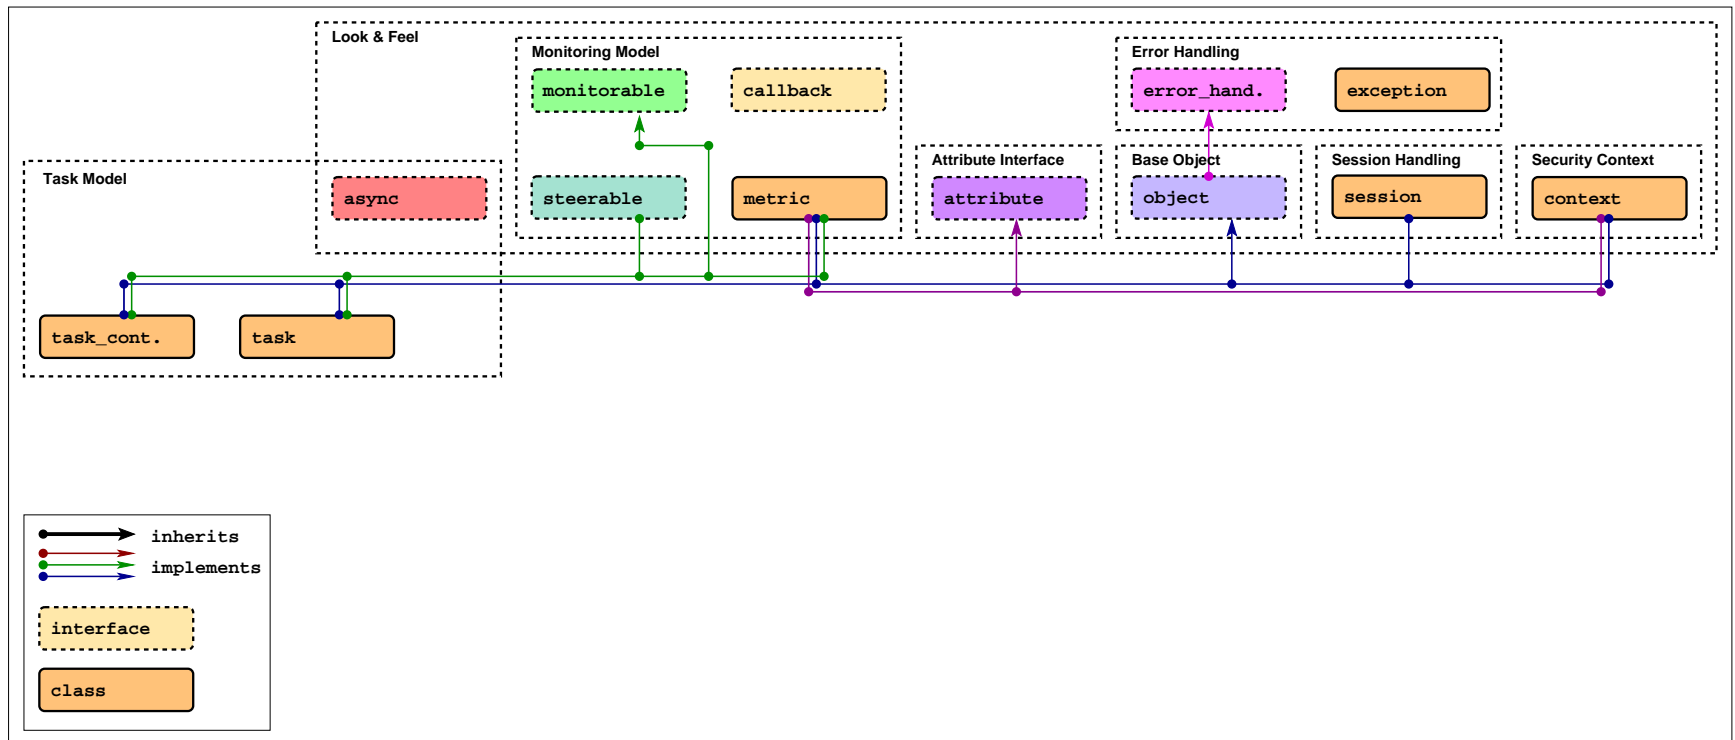 Look & Feel
Monitoring Model
Error Handling
monitorable
callback
error_hand.
exception
Task Model
Attribute Interface
Base Object
Session Handling
Security Context
async
steerable
metric
attribute
object
session
context
task_cont.
task
inherits
implements
interface
class